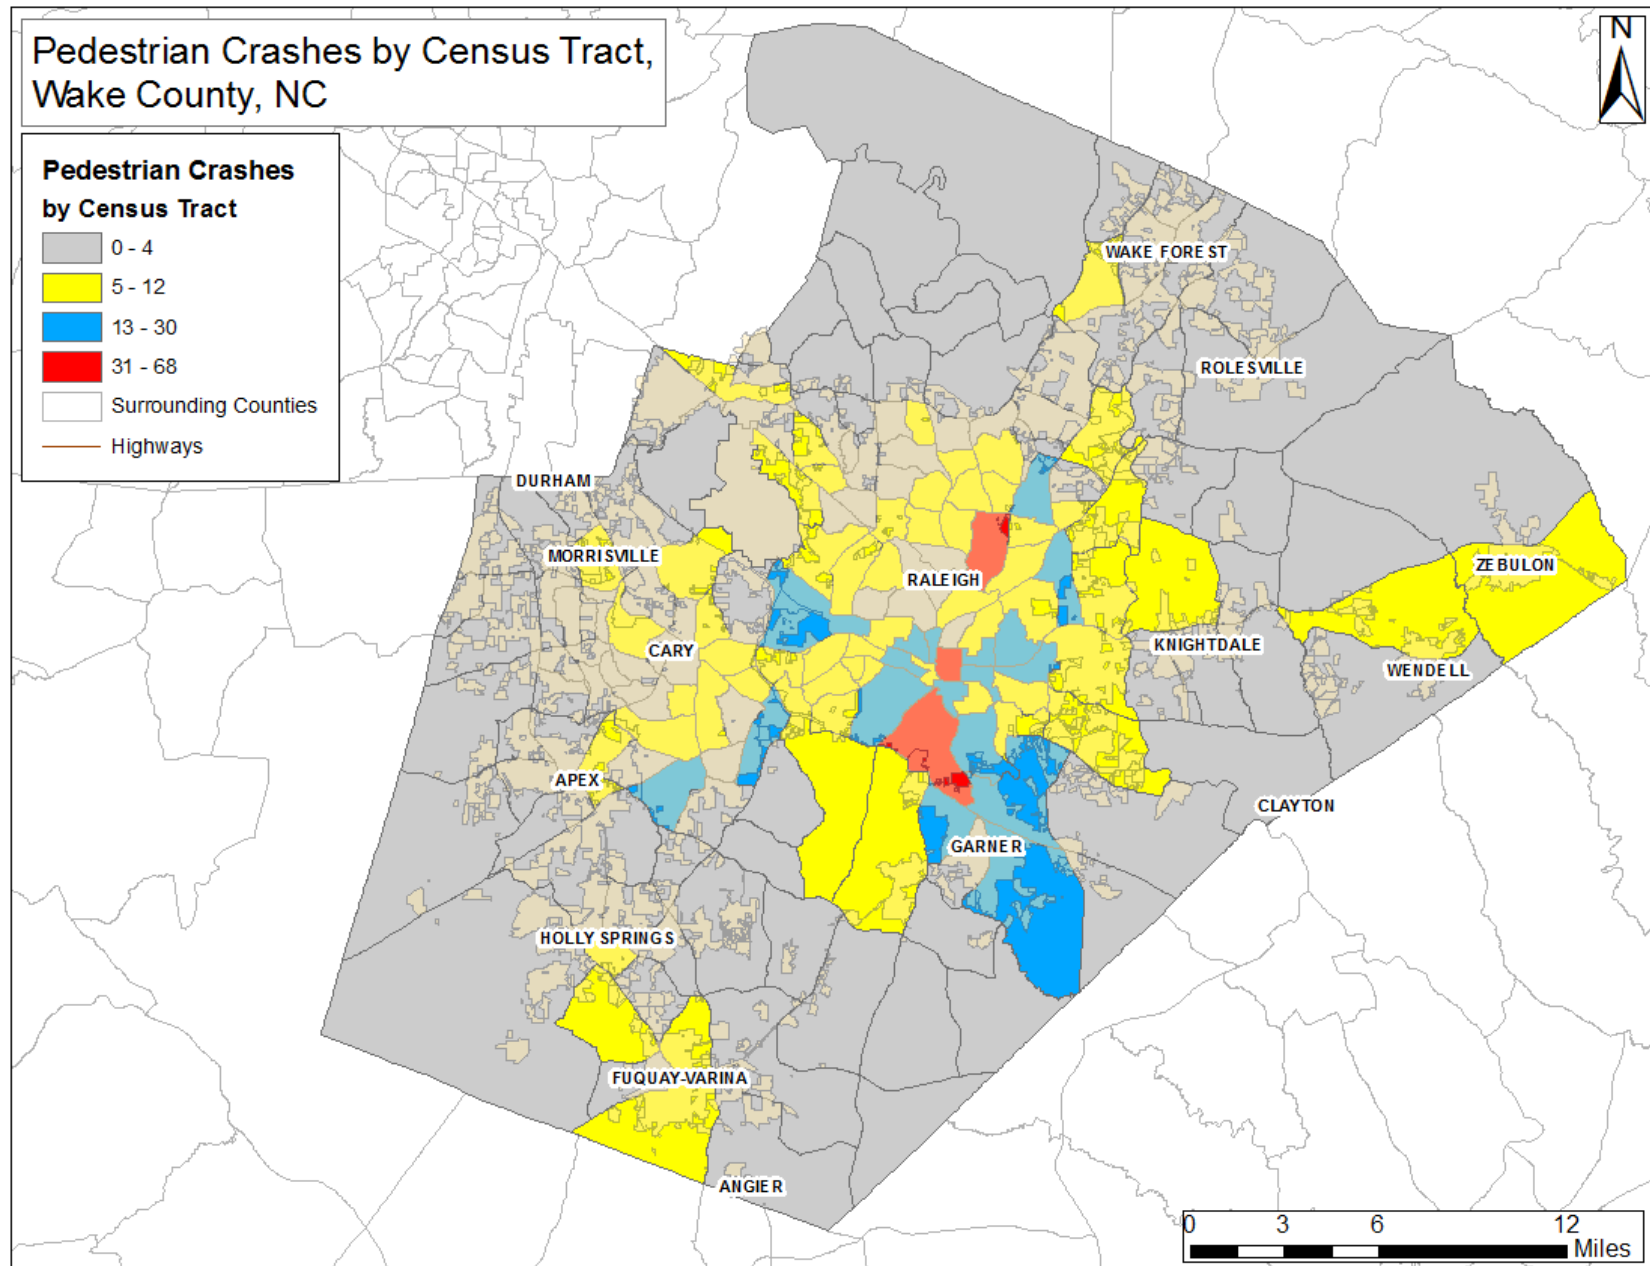 Pedestrian Crashes by Census Tract,
Wake County, NC
N
Pedestrian Crashes
by Census Tract
0 - 4
5 - 12
13 - 30
31 - 68
Surrounding Counties
Highways
WAKE FOREST
ROLESVILLE
DURHAM
MORRISVILLE
RALEIGH
ZEBULON
CARY
KNIGHTDALE
WENDELL
APEX
CLAYTON
GARNER
HOLLY SPRINGS
FUQUAY-VARINA
ANGIER
0 3 6 12
Miles